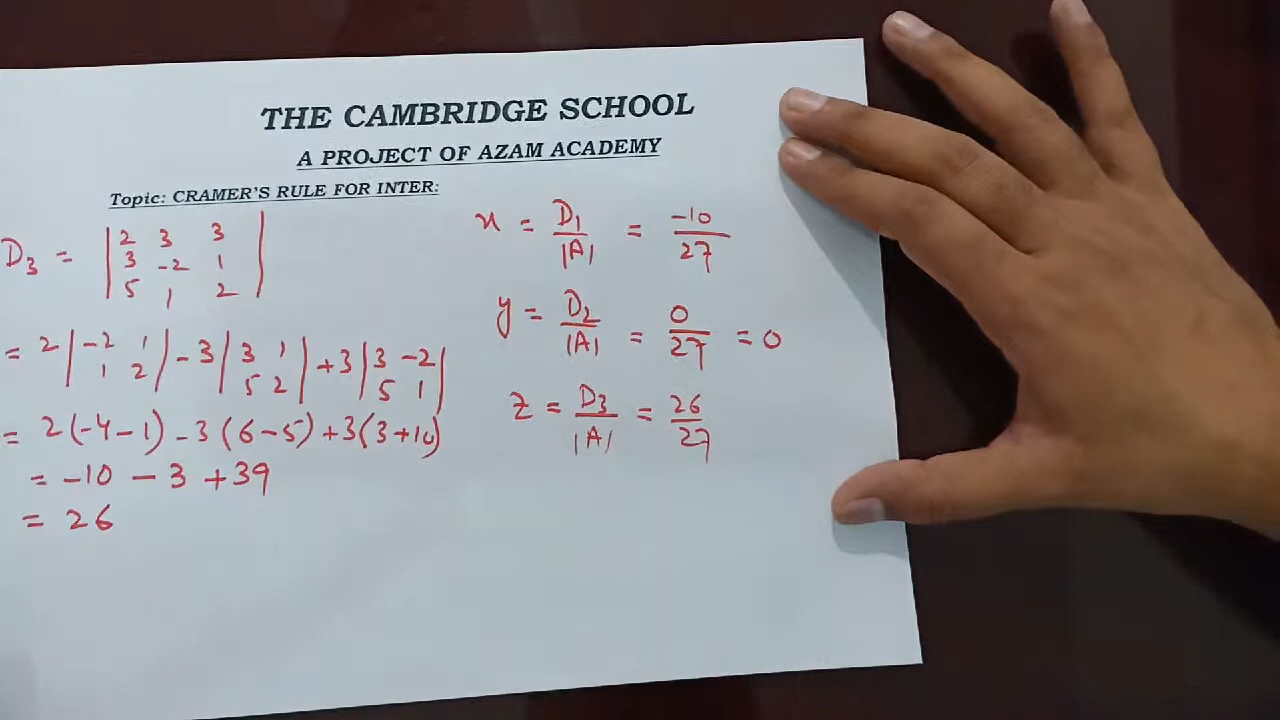 THE CAMBRIDGE SCHOOL
A PROJECT OF AZAM ACADEMY
Topic: CRAMER'S RULE FOR INTER:
D₃ = | 2 3 3 |
| 3 -2 1 |
| 5 1 2 |
= 2 | -2 1 | - 3 | 3 1 | + 3 | 3 -2 |
| 1 2 | | 5 2 | | 5 1 |
= 2(-4-1) - 3(6-5) + 3(3+10)
= -10 - 3 + 39
= 26
x = D₁/|A| = -10/27
y = D₂/|A| = 0/27 = 0
z = D₃/|A| = 26/27